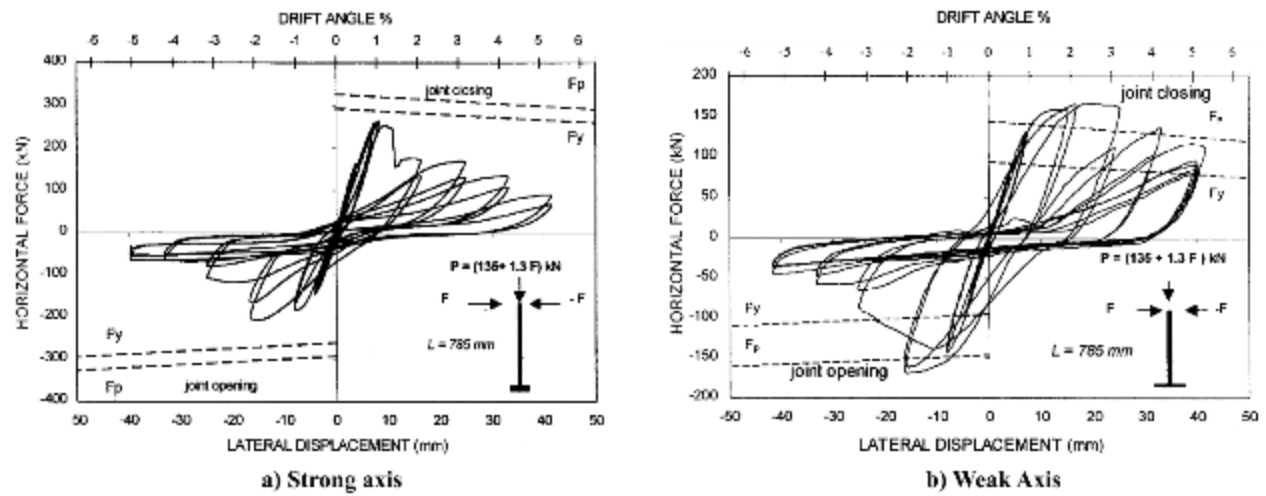 DRIFT ANGLE %
-6 -5 -4 -3 -2 -1 0 1 2 3 4 5 6
400
300
200
100
0
-100
-200
-300
-400
HORIZONTAL FORCE (kN)
joint closing
Fp
Fy
P = (135+ 1.3 F) kN
F
-F
L = 785 mm
Fy
Fp
joint opening
50 -40 -30 -20 -10 0 10 20 30 40 50
LATERAL DISPLACEMENT (mm)
a) Strong axis
DRIFT ANGLE %
-6 -5 -4 -3 -2 -1 0 1 2 3 4 5 6
200
150
100
50
0
-50
-100
-150
-200
HORIZONTAL FORCE (kN)
joint closing
Fy
P = (135 + 1.3 F) kN
F
-F
L = 785 mm
Fy
Fp
joint opening
-50 -40 -30 -20 -10 0 10 20 30 40 50
LATERAL DISPLACEMENT (mm)
b) Weak Axis